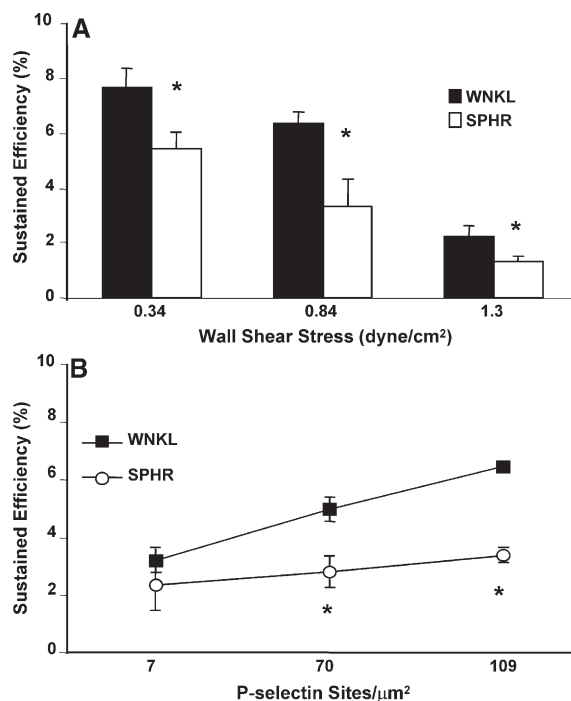 A
Sustained Efficiency (%)
10
8
6
4
2
0
*
*
*
WNKL
SPHR
0.34
0.84
1.3
Wall Shear Stress (dyne/cm²)
B
Sustained Efficiency (%)
10
8
6
4
2
0
WNKL
SPHR
*
*
7
70
109
P-selectin Sites/μm²